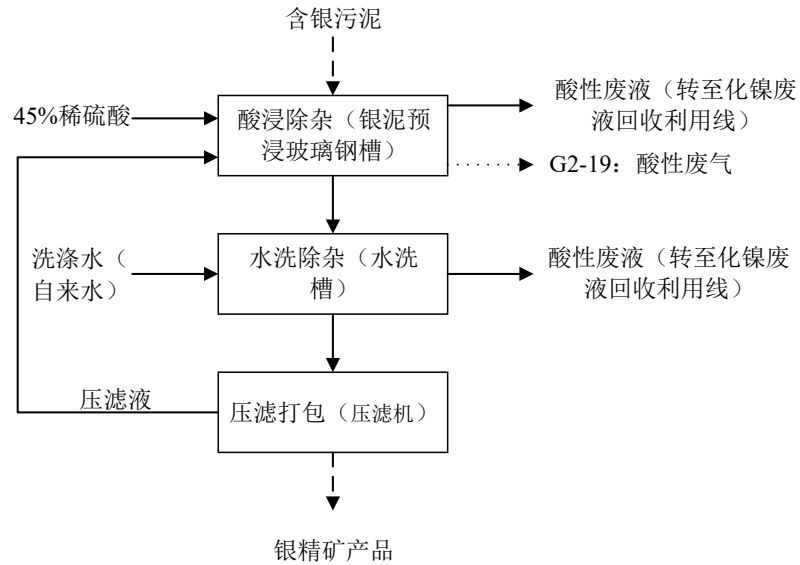 含银污泥
45%稀硫酸
酸浸除杂（银泥预
浸玻璃钢槽）
酸性废液（转至化镍废
液回收利用线）
G2-19：酸性废气
洗涤水（
自来水）
水洗除杂（水洗
槽）
酸性废液（转至化镍废
液回收利用线）
压滤液
压滤打包（压滤机）
银精矿产品